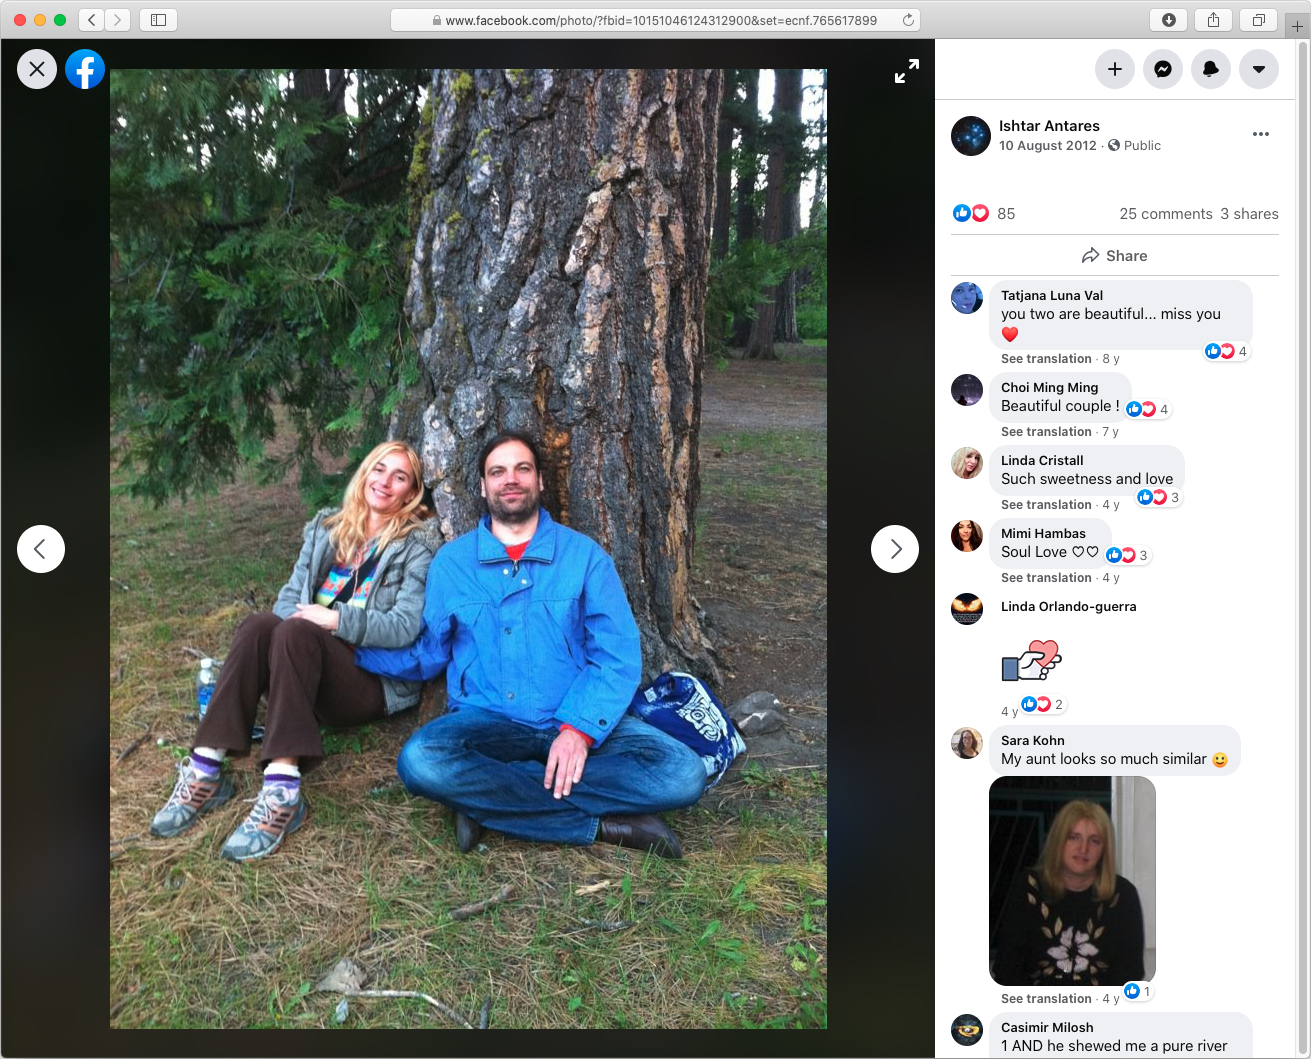 www.facebook.com/photo/?fbid=10151046124312900&set=ecnf.765617899
Ishtar Antares
10 August 2012 · Public
85
25 comments 3 shares
Share
Tatjana Luna Val
you two are beautiful... miss you
❤️
See translation · 8 y
4
Choi Ming Ming
Beautiful couple !
4
See translation · 7 y
Linda Cristall
Such sweetness and love
3
See translation · 4 y
Mimi Hambas
Soul Love ♡♡
3
See translation · 4 y
Linda Orlando-guerra
4 y
2
Sara Kohn
My aunt looks so much similar 😀
See translation · 4 y
1
Casimir Milosh
1 AND he shewed me a pure river